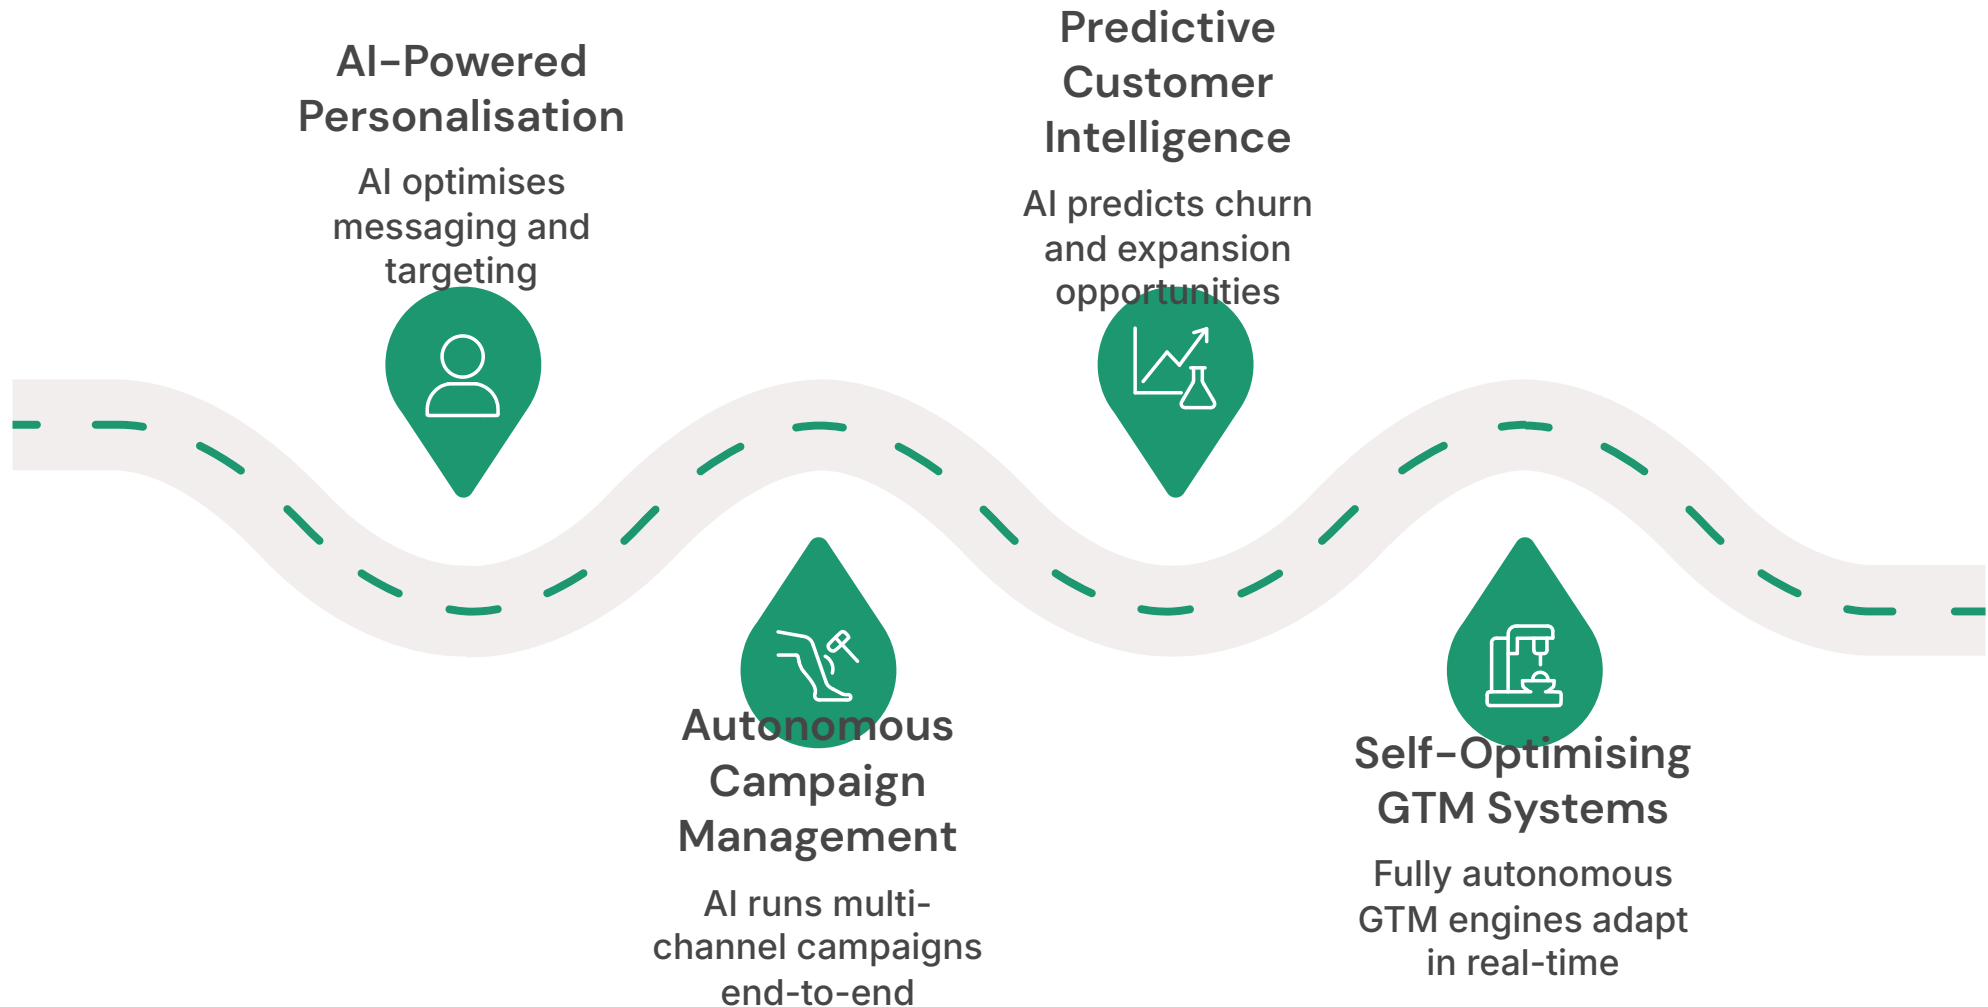 AI-Powered
Personalisation
AI optimises
messaging and
targeting
Autonomous
Campaign
Management
AI runs multi-
channel campaigns
end-to-end
Predictive
Customer
Intelligence
AI predicts churn
and expansion
opportunities
Self-Optimising
GTM Systems
Fully autonomous
GTM engines adapt
in real-time